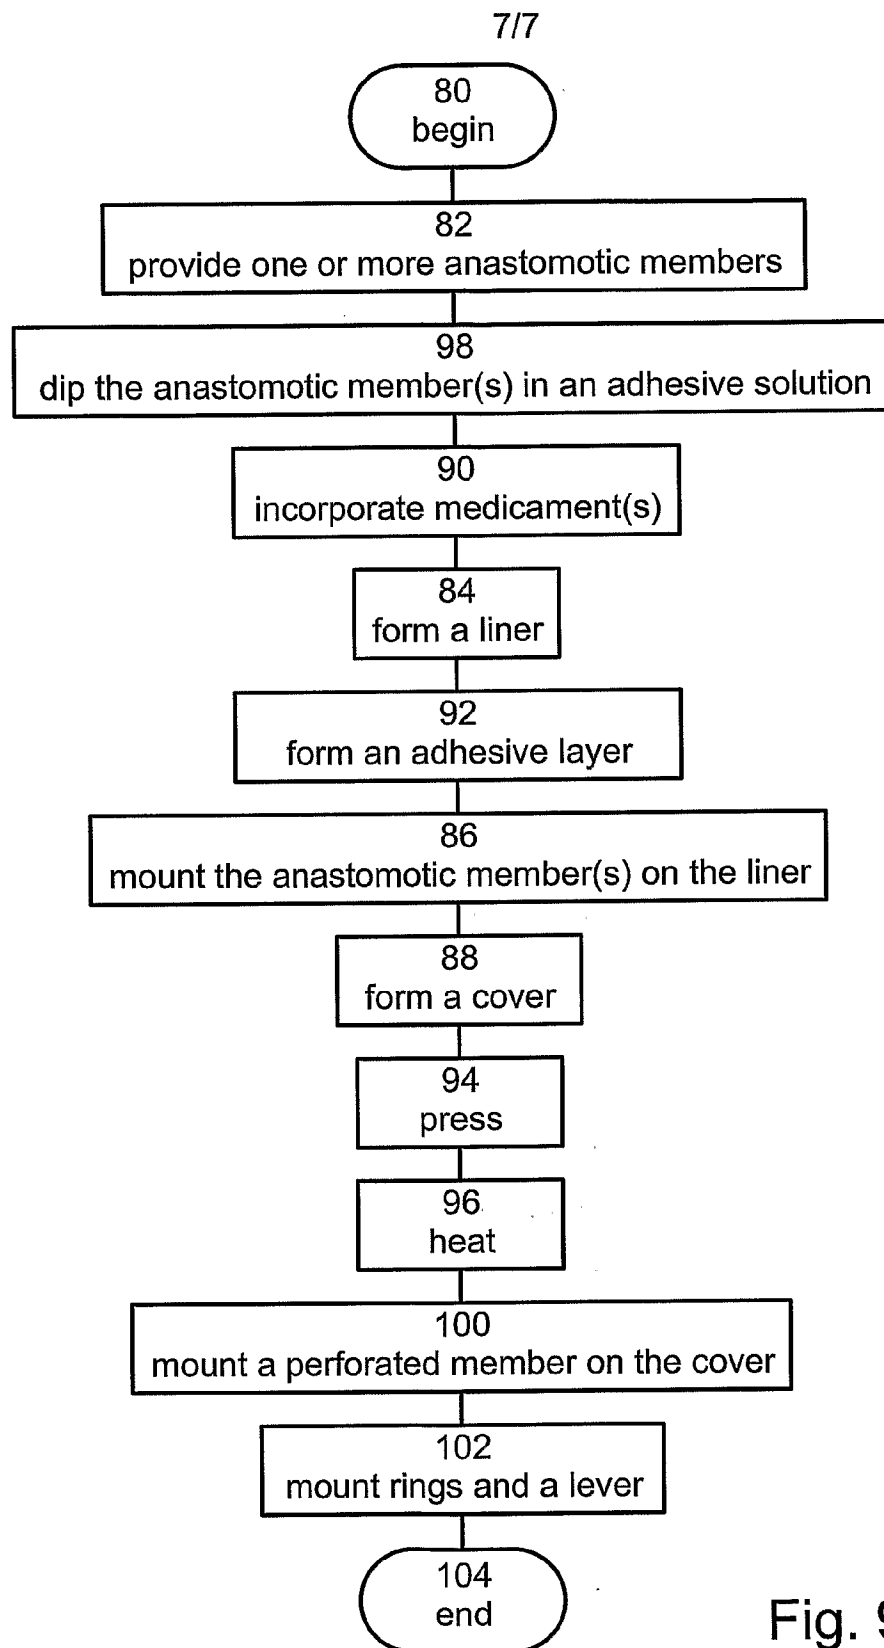 7/7
80
begin
82
provide one or more anastomotic members
98
dip the anastomotic member(s) in an adhesive solution
90
incorporate medicament(s)
84
form a liner
92
form an adhesive layer
86
mount the anastomotic member(s) on the liner
88
form a cover
94
press
96
heat
100
mount a perforated member on the cover
102
mount rings and a lever
104
end
Fig. 9